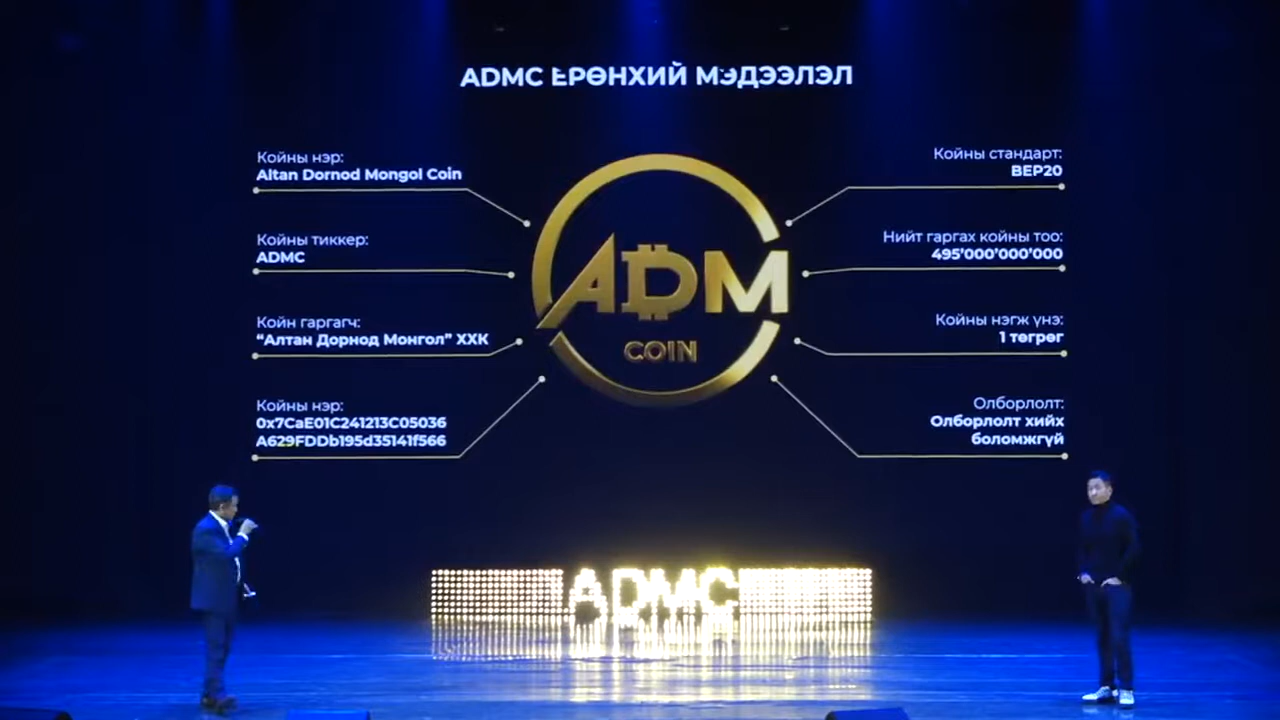 ADMC ЕРӨНХИЙ МЭДЭЭЛЭЛ
Койны нэр:
Altan Dornod Mongol Coin
Койны тиккер:
ADMC
Койн гаргагч:
“Алтан Дорнод Монгол” ХХК
Койны нэр:
0x7CaE01C241213C05036
A629FDDb195d35141f566
ADM
COIN
Койны стандарт:
BEP20
Нийт гаргах койны тоо:
495’000’000’000
Койны нэгж үнэ:
1 төгрөг
Олборлолт:
Олборлолт хийх
боломжгүй
ADMC